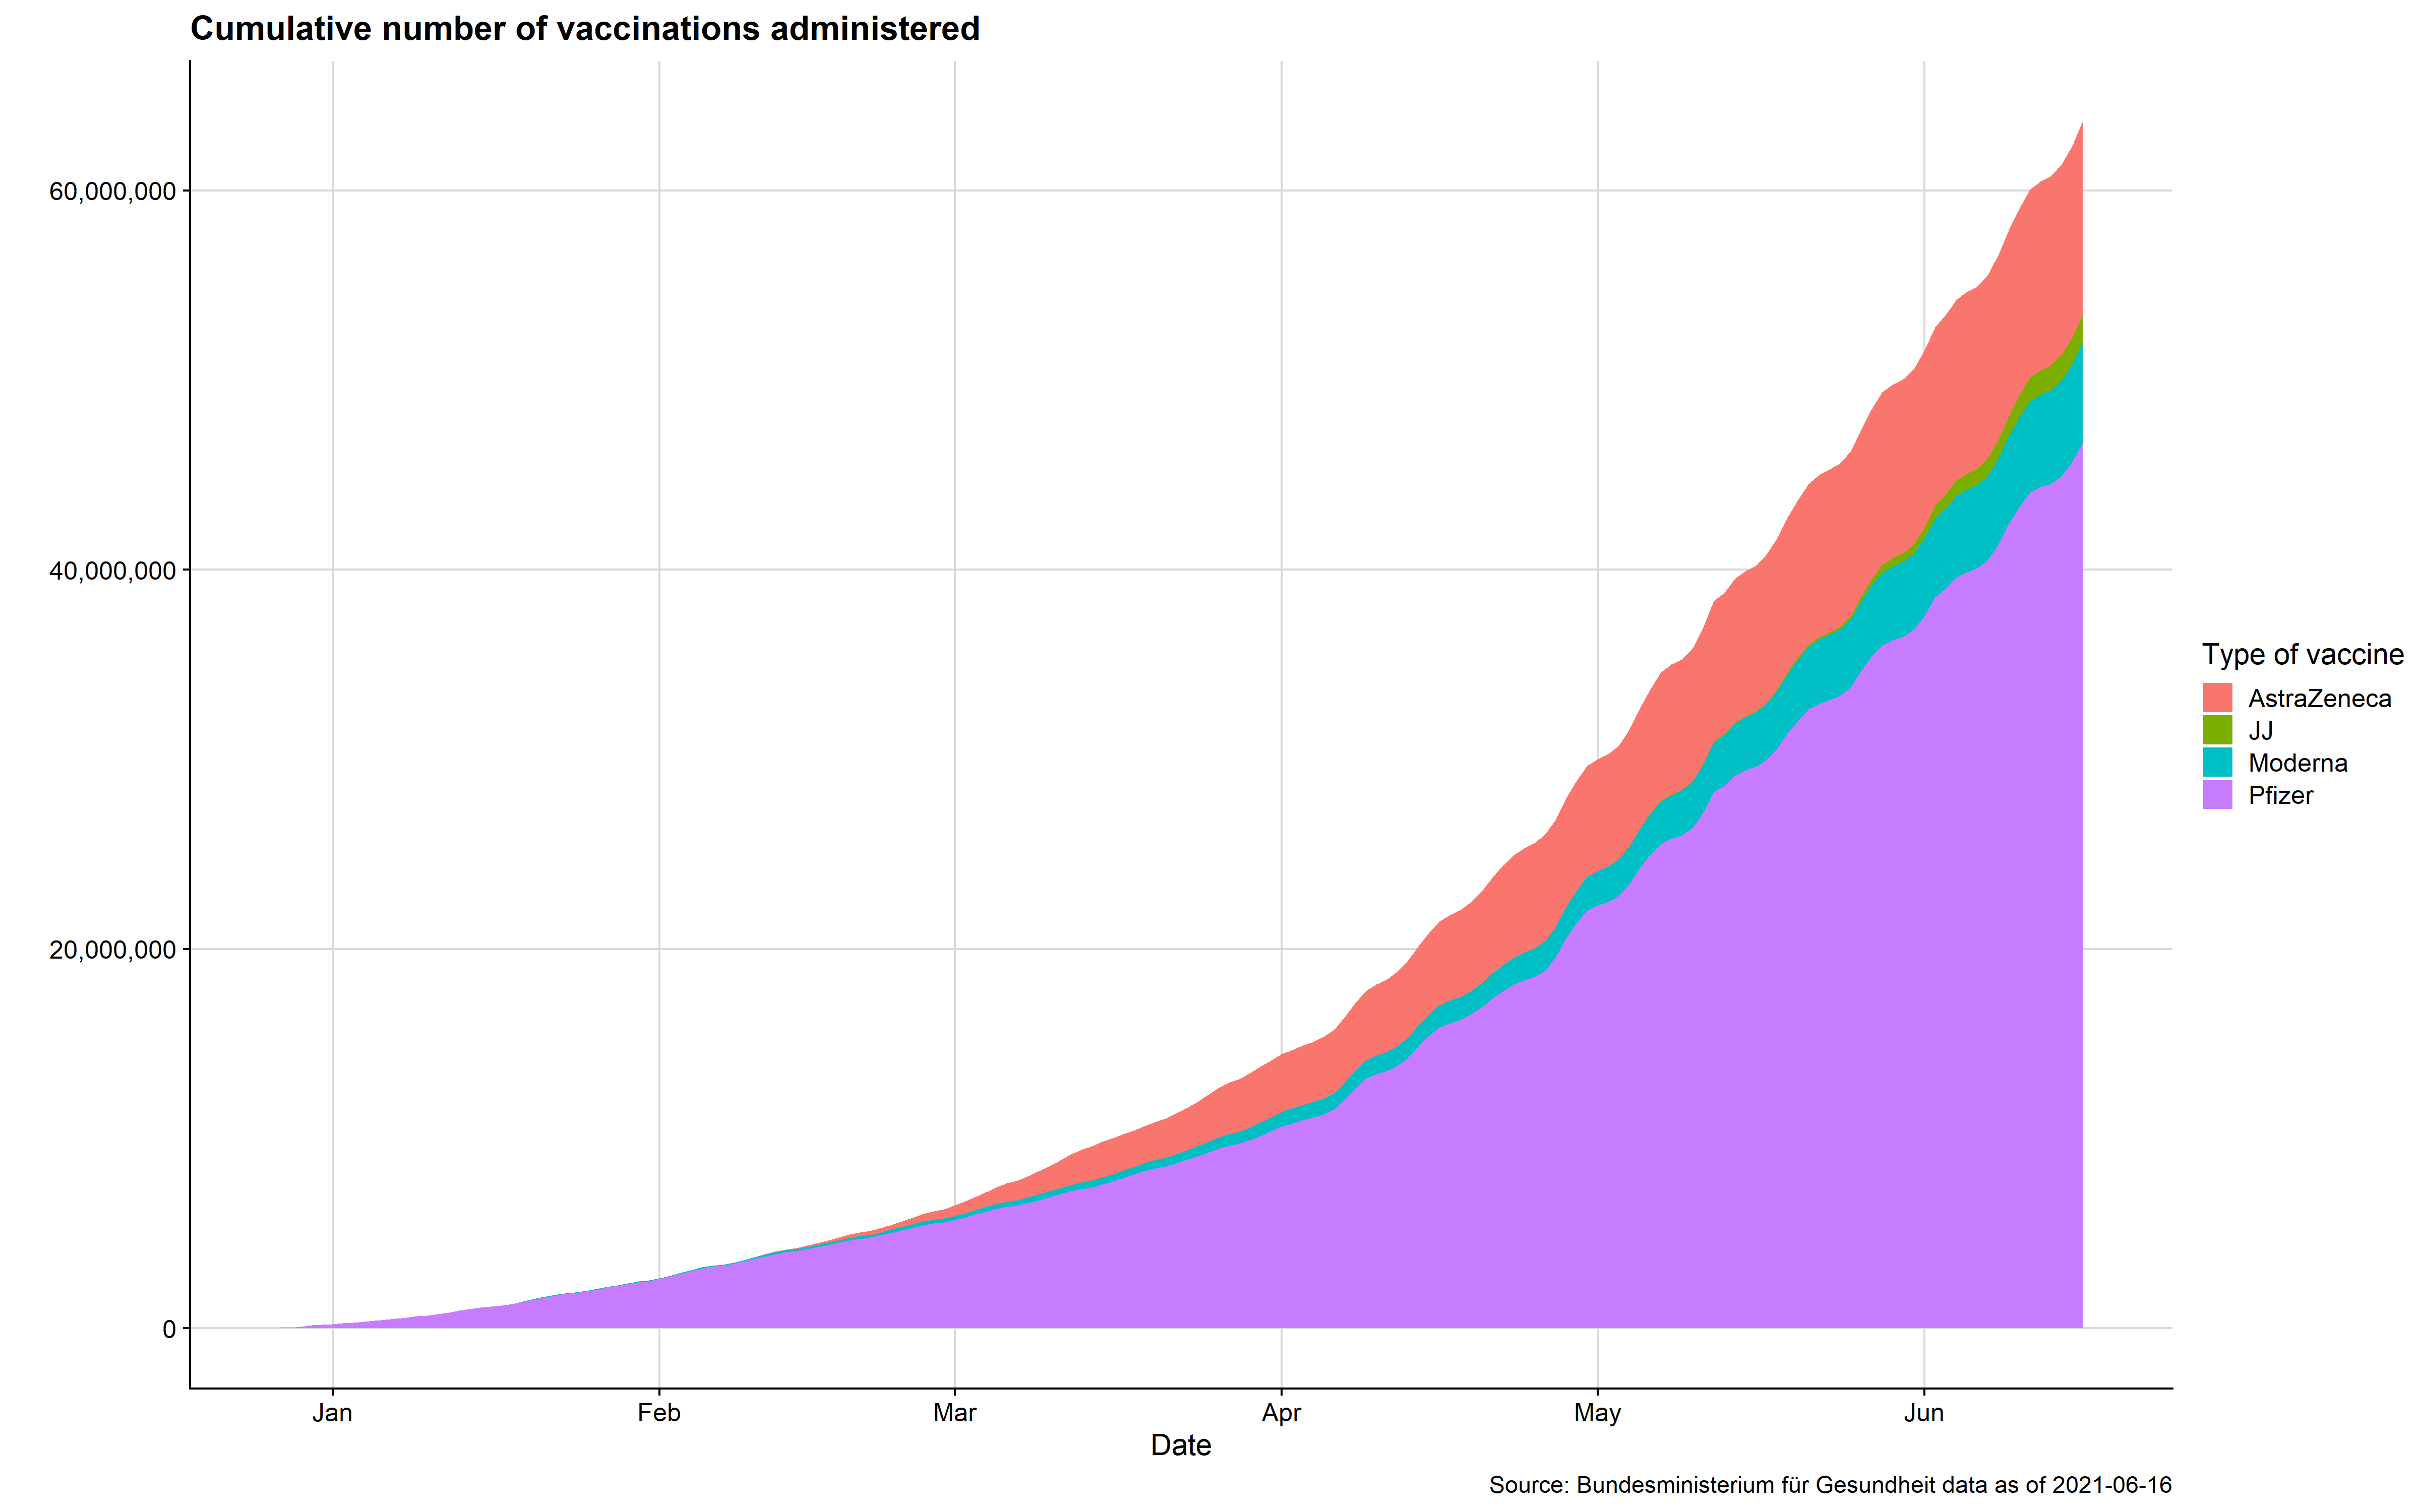 Cumulative number of vaccinations administered
60,000,000
40,000,000
20,000,000
0
Jan Feb Mar Apr May Jun
Date
Type of vaccine
AstraZeneca
JJ
Moderna
Pfizer
Source: Bundesministerium für Gesundheit data as of 2021-06-16